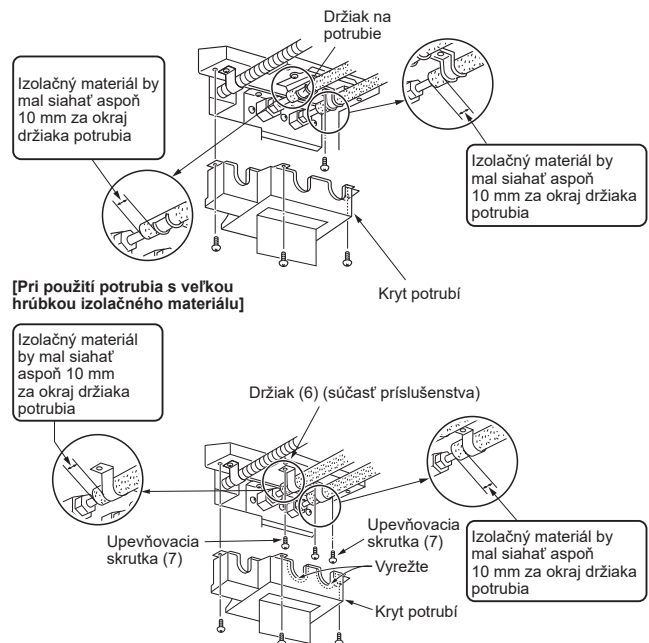 Držiak na
potrubie
Izolačný materiál by
mal siahať aspoň
10 mm za okraj
držiaka potrubia
Izolačný materiál by
mal siahať aspoň
10 mm za okraj držiaka
potrubia
Kryt potrubí
[Pri použití potrubia s veľkou
hrúbkou izolačného materiálu]
Izolačný materiál
by mal siahať
aspoň 10 mm
za okraj držiaka
potrubia
Držiak (6) (súčasť príslušenstva)
Upevňovacia
skrutka (7)
Upevňovacia
skrutka (7)
Vyrežte
Izolačný materiál by
mal siahať aspoň
10 mm za okraj držiaka
potrubia
Kryt potrubí